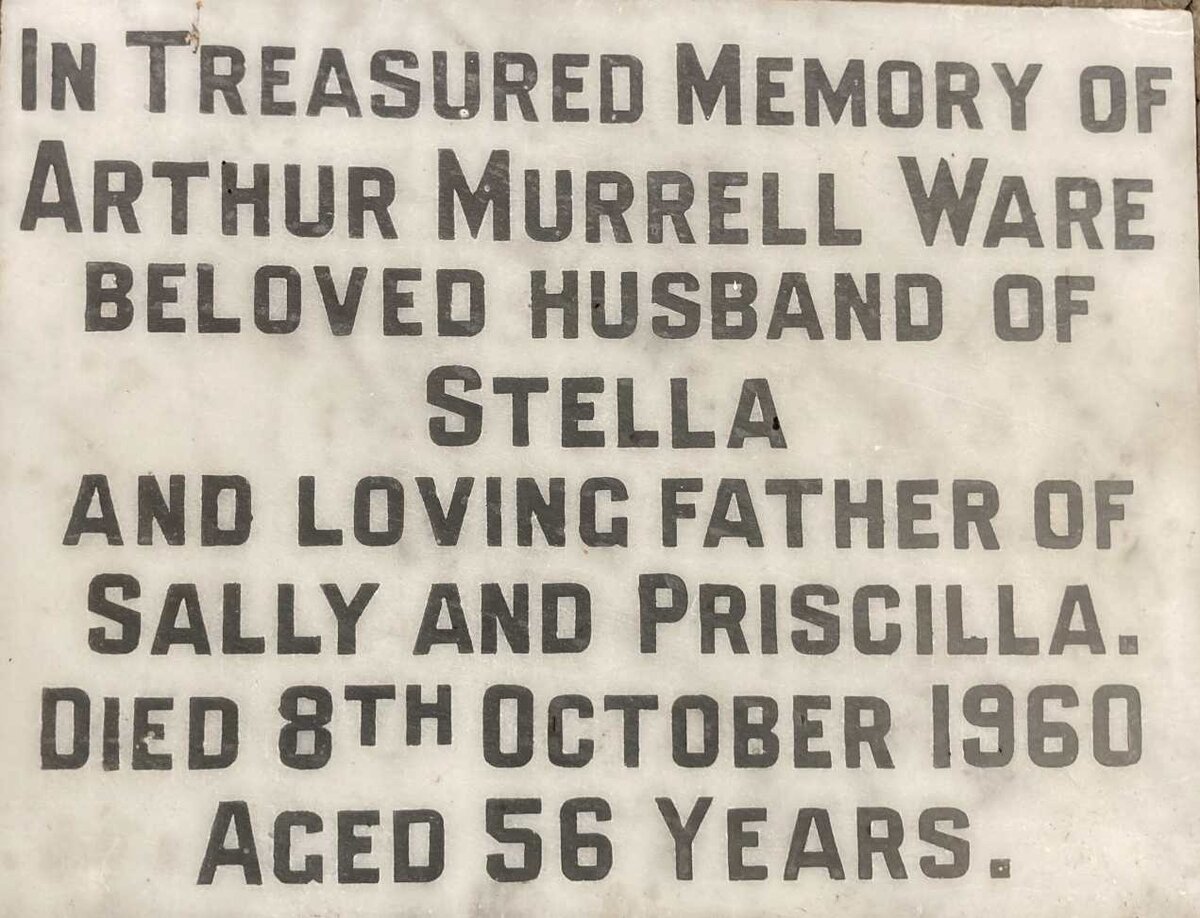 IN TREASURED MEMORY OF
ARTHUR MURRELL WARE
BELOVED HUSBAND OF
STELLA
AND LOVING FATHER OF
SALLY AND PRISCILLA.
DIED 8TH OCTOBER 1960
AGED 56 YEARS.